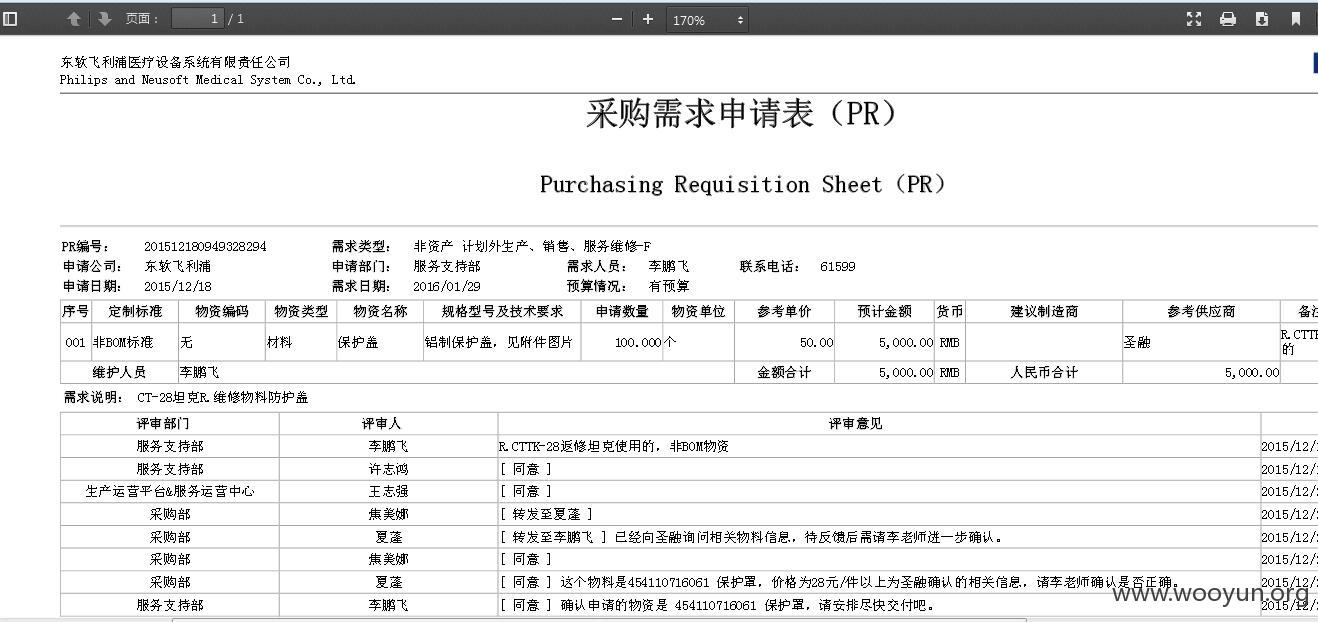 页面： 1 / 1 170%
东软飞利浦医疗设备系统有限责任公司
Philips and Neusoft Medical System Co., Ltd.
采购需求申请表（PR）
Purchasing Requisition Sheet（PR）
PR编号： 201512180949328294 需求类型： 非资产 计划外生产、销售、服务维修-F
申请公司： 东软飞利浦 申请部门： 服务支持部 需求人员： 李鹏飞 联系电话： 61599
申请日期： 2015/12/18 需求日期： 2016/01/29 预算情况： 有预算
序号 定制标准 物资编码 物资类型 物资名称 规格型号及技术要求 申请数量 物资单位 参考单价 预计金额 货币 建议制造商 参考供应商 备注
001 非BOM标准 无 材料 保护盖 铝制保护盖，见附件图片 100.000 个 50.00 5,000.00 RMB 圣融 R.CTTK的
维护人员 李鹏飞 金额合计 5,000.00 RMB 人民币合计 5,000.00
需求说明： CT-28坦克R.维修物料防护盖
评审部门 评审人 评审意见
服务支持部 李鹏飞 R.CTTK-28返修坦克使用的，非BOM物资 2015/12/
服务支持部 许志鸿 [ 同意 ] 2015/12/
生产运营平台&服务运营中心 王志强 [ 同意 ] 2015/12/
采购部 焦美娜 [ 转发至夏蓬 ] 2015/12/
采购部 夏蓬 [ 转发至李鹏飞 ] 已经向圣融询问相关物料信息，待反馈后需请李老师进一步确认。 2015/12/
采购部 焦美娜 [ 同意 ] 2015/12/
采购部 夏蓬 [ 同意 ] 这个物料是454110716061 保护罩，价格为28元/件以上为圣融确认的相关信息，请李老师确认是否正确。 2015/12/
服务支持部 李鹏飞 [ 同意 ] 确认申请的物资是 454110716061 保护罩，请安排尽快交付吧。 2015/12/
www.wooyun.org